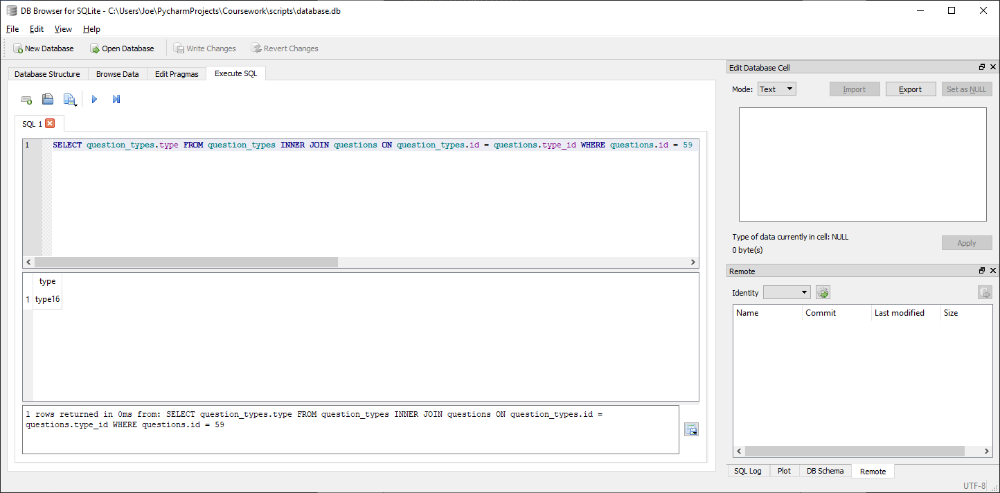 DB Browser for SQLite - C:\Users\Joe\PycharmProjects\Coursework\scripts\database.db
File Edit View Help
New Database Open Database Write Changes Revert Changes
Database Structure Browse Data Edit Pragmas Execute SQL
SQL 1
1 SELECT question_types.type FROM question_types INNER JOIN questions ON question_types.id = questions.type_id WHERE questions.id = 59
type
1 type16
1 rows returned in 0ms from: SELECT question_types.type FROM question_types INNER JOIN questions ON question_types.id =
questions.type_id WHERE questions.id = 59
Edit Database Cell
Mode: Text Import Export Set as NULL
Type of data currently in cell: NULL
0 byte(s)
Apply
Remote
Identity
Name Commit Last modified Size
SQL Log Plot DB Schema Remote
UTF-8